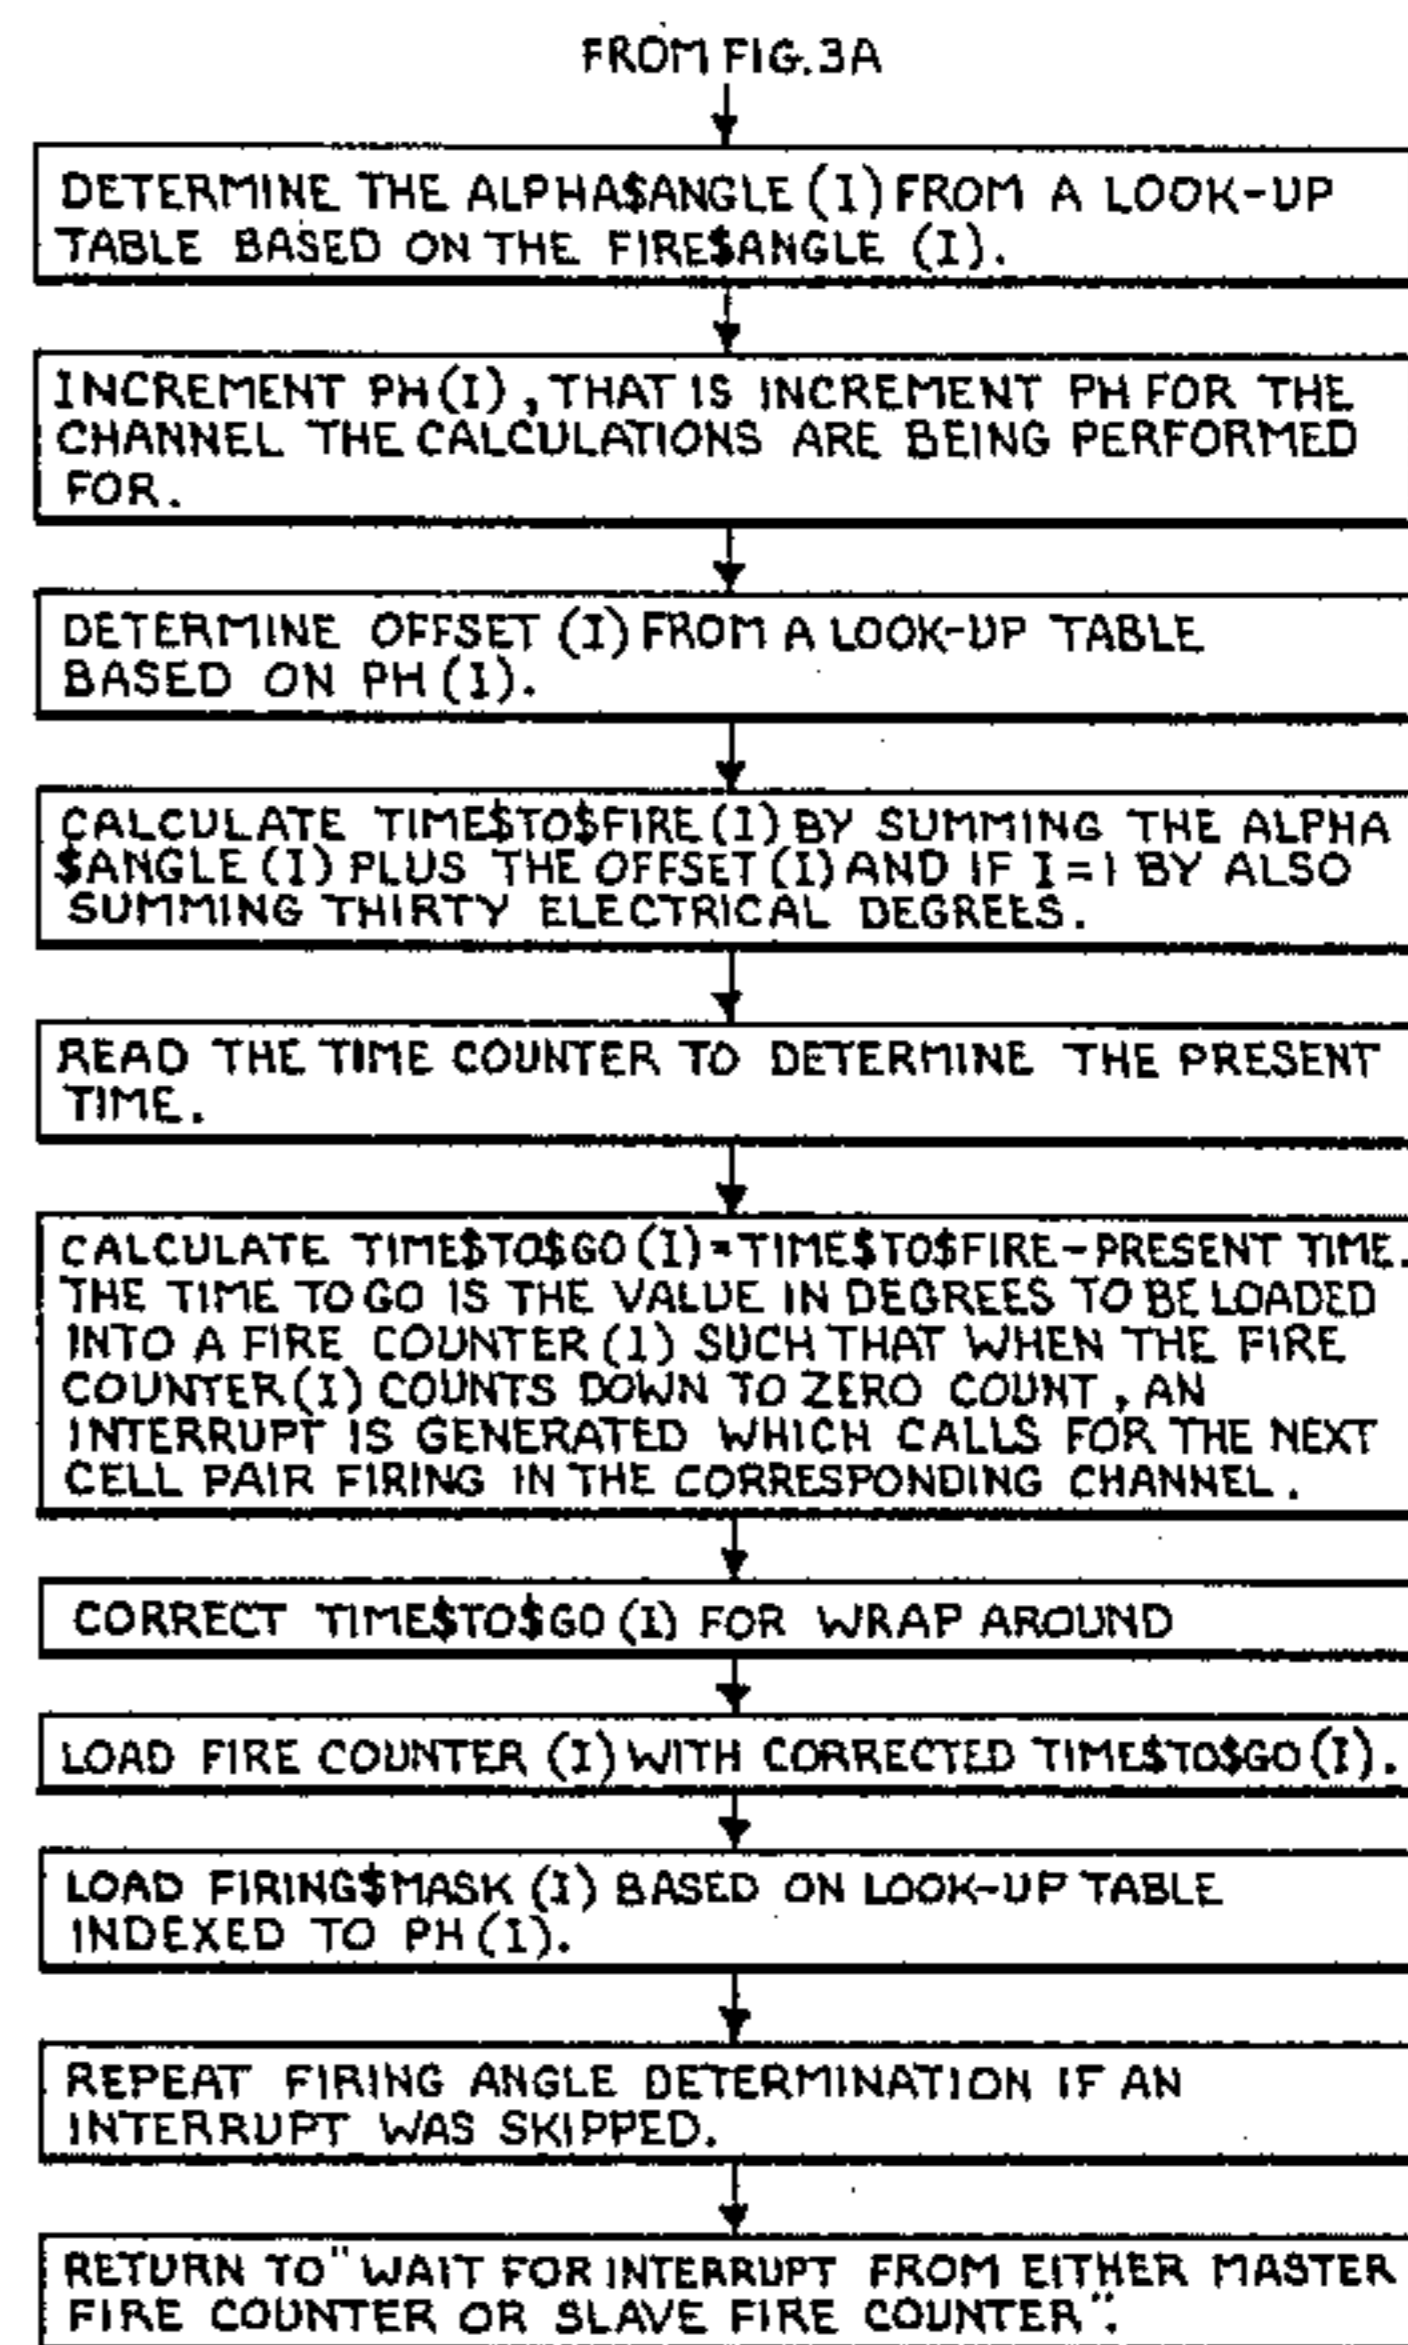 FROM FIG. 3A
DETERMINE THE ALPHA$ANGLE (I) FROM A LOOK-UP
TABLE BASED ON THE FIRE$ANGLE (I).
INCREMENT PH(I), THAT IS INCREMENT PH FOR THE
CHANNEL THE CALCULATIONS ARE BEING PERFORMED
FOR.
DETERMINE OFFSET (I) FROM A LOOK-UP TABLE
BASED ON PH (I).
CALCULATE TIME$TO$FIRE (I) BY SUMMING THE ALPHA
$ANGLE (I) PLUS THE OFFSET (I) AND IF I=1 BY ALSO
SUMMING THIRTY ELECTRICAL DEGREES.
READ THE TIME COUNTER TO DETERMINE THE PRESENT
TIME.
CALCULATE TIME$TO$GO (I) = TIME$TO$FIRE - PRESENT TIME.
THE TIME TO GO IS THE VALUE IN DEGREES TO BE LOADED
INTO A FIRE COUNTER (I) SUCH THAT WHEN THE FIRE
COUNTER (I) COUNTS DOWN TO ZERO COUNT, AN
INTERRUPT IS GENERATED WHICH CALLS FOR THE NEXT
CELL PAIR FIRING IN THE CORRESPONDING CHANNEL.
CORRECT TIME$TO$GO (I) FOR WRAP AROUND
LOAD FIRE COUNTER (I) WITH CORRECTED TIME$TO$GO (I).
LOAD FIRING$MASK (I) BASED ON LOOK-UP TABLE
INDEXED TO PH (I).
REPEAT FIRING ANGLE DETERMINATION IF AN
INTERRUPT WAS SKIPPED.
RETURN TO "WAIT FOR INTERRUPT FROM EITHER MASTER
FIRE COUNTER OR SLAVE FIRE COUNTER".